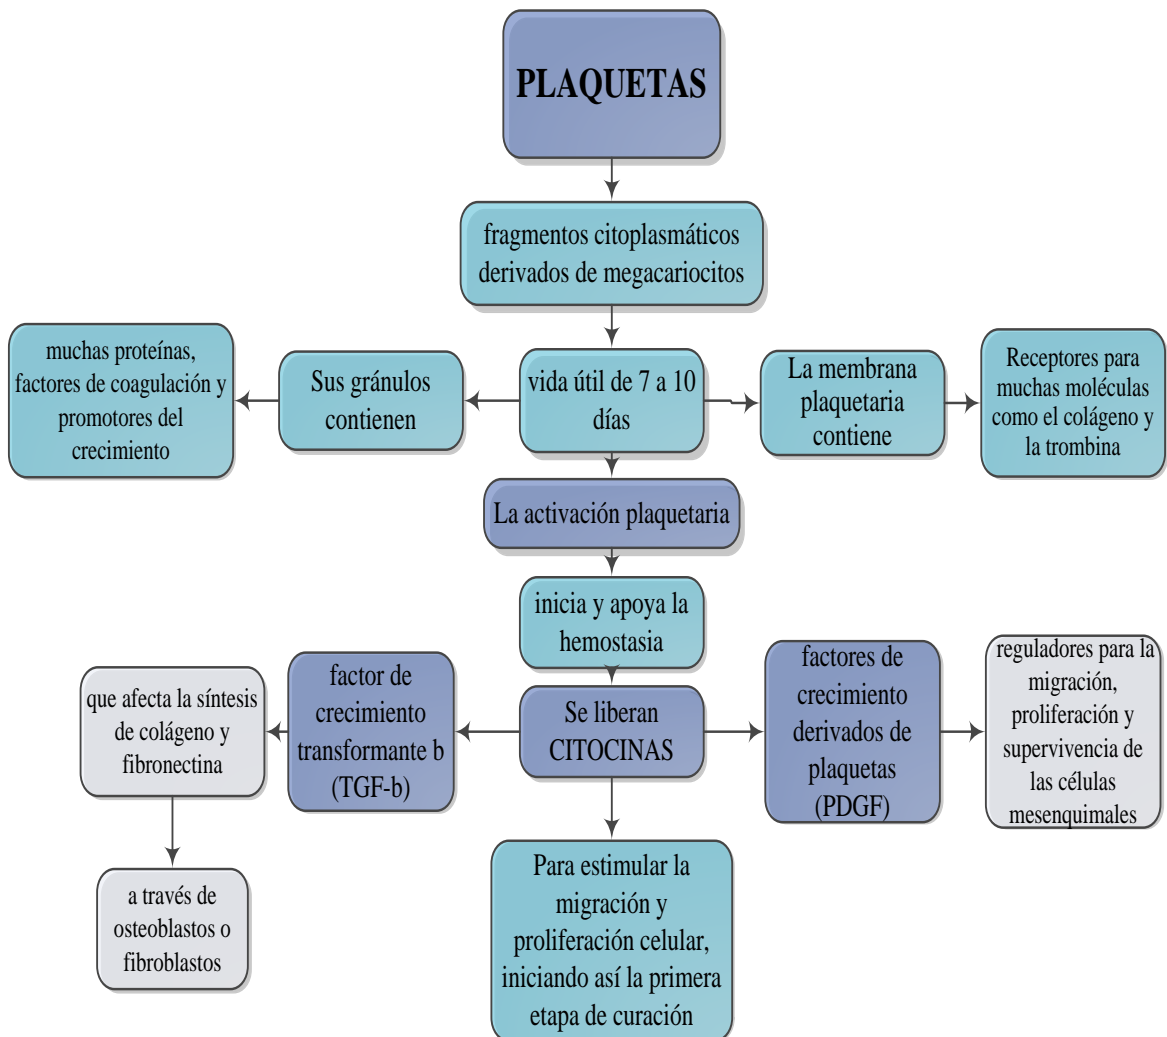 PLAQUETAS
fragmentos citoplasmáticos
derivados de megacariocitos
muchas proteínas,
factores de coagulación y
promotores del
crecimiento
Sus gránulos
contienen
vida útil de 7 a 10
días
La membrana
plaquetaria
contiene
Receptores para
muchas moléculas
como el colágeno y
la trombina
La activación plaquetaria
inicia y apoya la
hemostasia
que afecta la síntesis
de colágeno y
fibronectina
factor de
crecimiento
transformante b
(TGF-b)
Se liberan
CITOCINAS
factores de
crecimiento
derivados de
plaquetas
(PDGF)
reguladores para la
migración,
proliferación y
supervivencia de
las células
mesenquimales
a través de
osteoblastos o
fibroblastos
Para estimular la
migración y
proliferación celular,
iniciando así la primera
etapa de curación